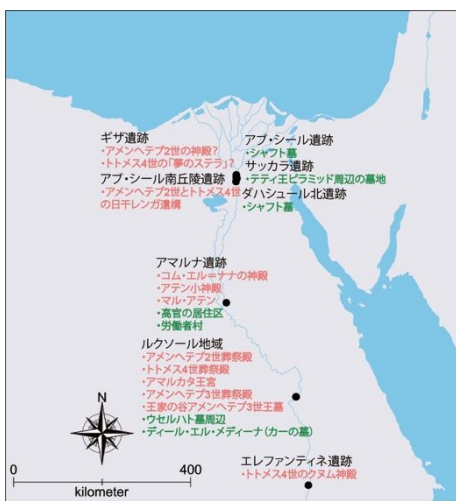 ギザ遺跡
・アメンヘテプ2世の神殿?
・トトメス4世の「夢のステラ」?
アブ・シール南丘陵遺跡
・アメンヘテプ2世とトトメス4世
の日干レンガ遺構
アブ・シール遺跡
・シャフト墓
サッカラ遺跡
・テティ王ピラミッド周辺の墓地
ダハシュール北遺跡
・シャフト墓
アマルナ遺跡
・コム・エル=ナナの神殿
・アテン小神殿
・マル・アテン
・高官の居住区
・労働者村
ルクソール地域
・アメンヘテプ2世葬祭殿
・トトメス4世葬祭殿
・アマルカタ王宮
・アメンヘテプ3世葬祭殿
・王家の谷アメンヘテプ3世王墓
・ウセルハト墓周辺
・ディール・エル・メディーナ(カーの墓)
エレファンティネ遺跡
・トトメス4世のクヌム神殿
N
0 400
kilometer